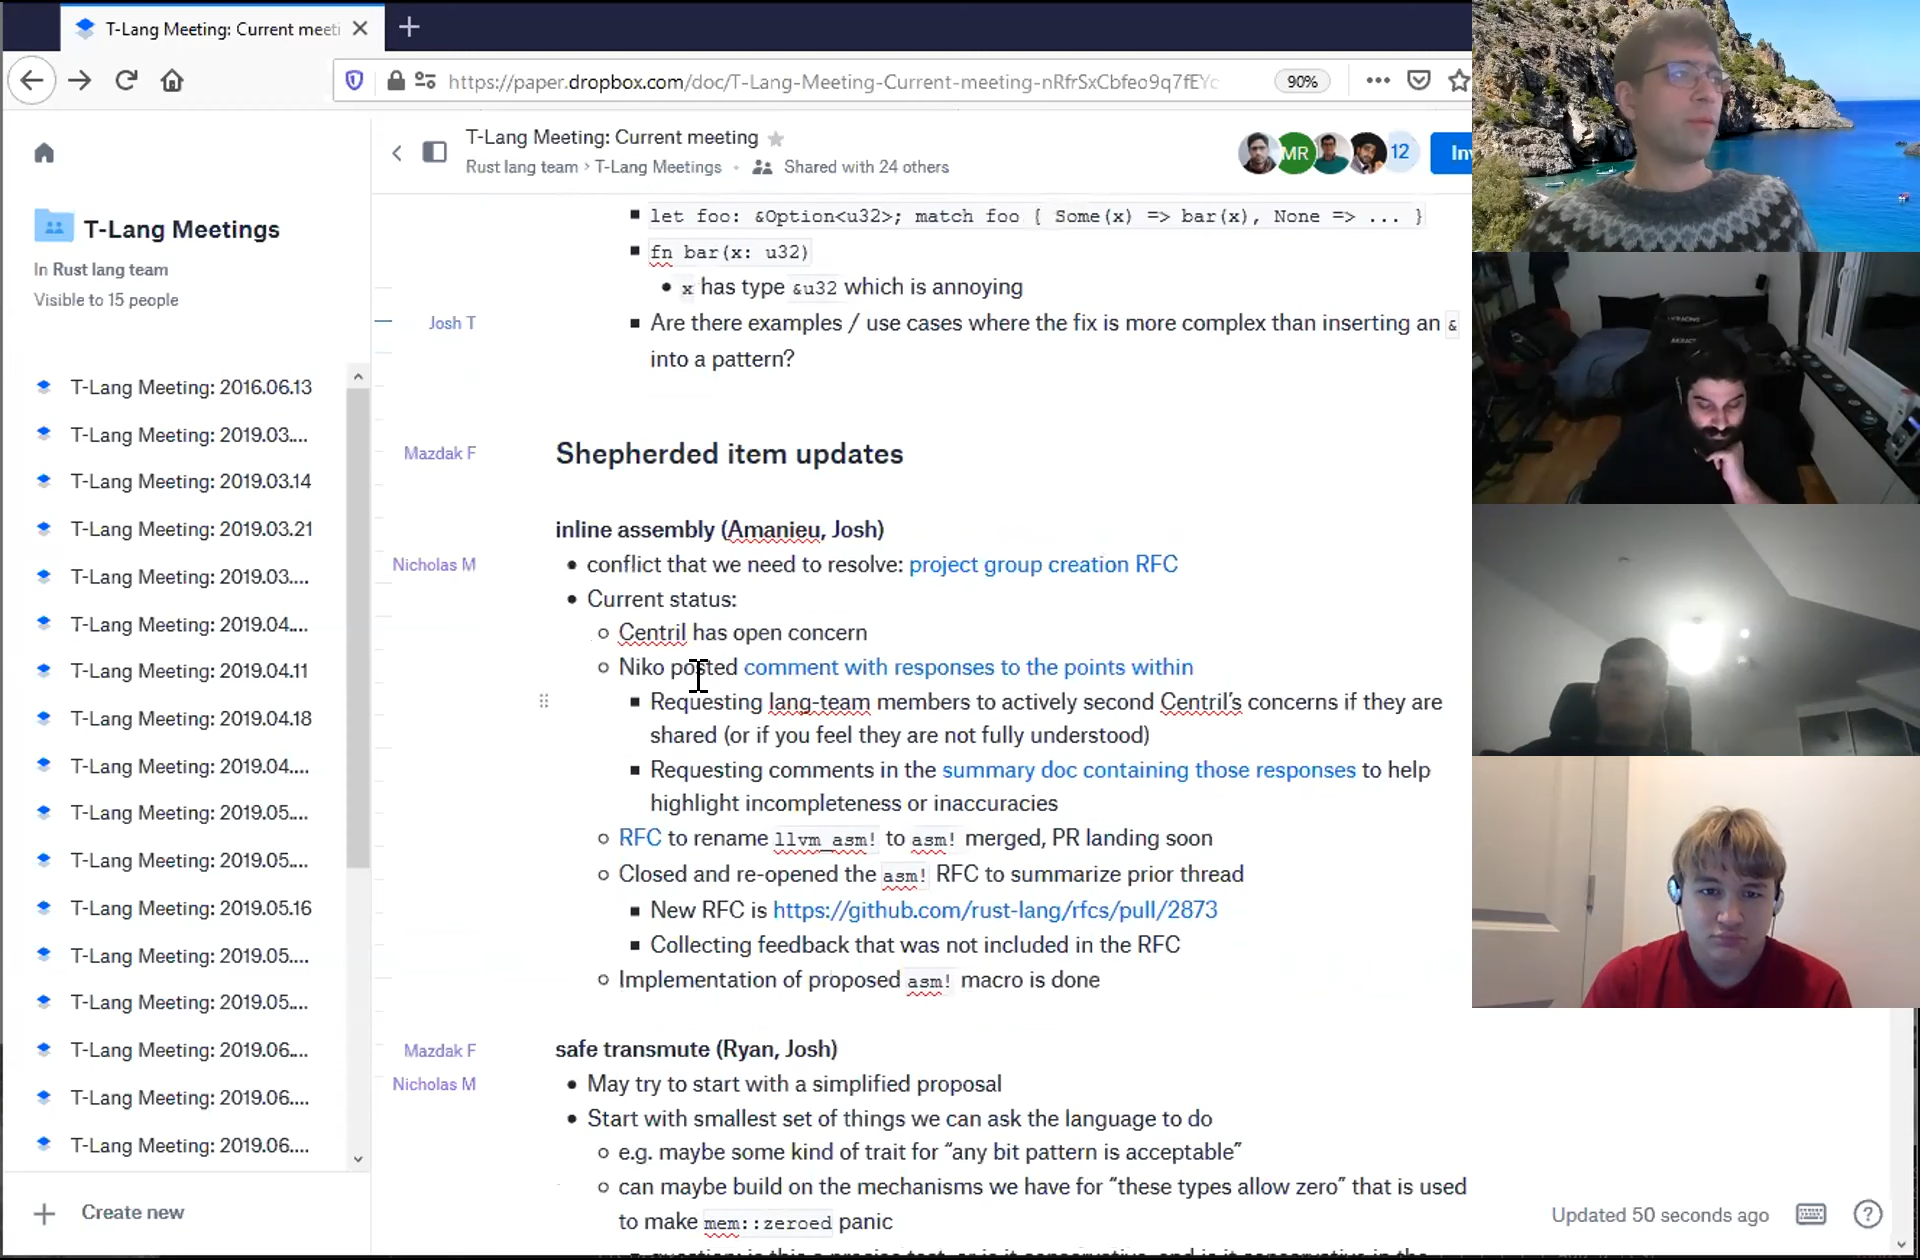 T-Lang Meeting: Current meeti
https://paper.dropbox.com/doc/T-Lang-Meeting-Current-meeting-nRfrSxCbfeo9q7fEYc
90%
T-Lang Meetings
In Rust lang team
Visible to 15 people
T-Lang Meeting: 2016.06.13
T-Lang Meeting: 2019.03....
T-Lang Meeting: 2019.03.14
T-Lang Meeting: 2019.03.21
T-Lang Meeting: 2019.03....
T-Lang Meeting: 2019.04....
T-Lang Meeting: 2019.04.11
T-Lang Meeting: 2019.04.18
T-Lang Meeting: 2019.04....
T-Lang Meeting: 2019.05....
T-Lang Meeting: 2019.05....
T-Lang Meeting: 2019.05.16
T-Lang Meeting: 2019.05....
T-Lang Meeting: 2019.05....
T-Lang Meeting: 2019.06....
T-Lang Meeting: 2019.06....
T-Lang Meeting: 2019.06....
Create new
T-Lang Meeting: Current meeting
Rust lang team › T-Lang Meetings • Shared with 24 others
MR
12
Inv
let foo: &Option<u32>; match foo { Some(x) => bar(x), None => ... }
fn bar(x: u32)
x has type &u32 which is annoying
Josh T
Are there examples / use cases where the fix is more complex than inserting an &
into a pattern?
Mazdak F
Shepherded item updates
inline assembly (Amanieu, Josh)
Nicholas M
conflict that we need to resolve: project group creation RFC
Current status:
Centril has open concern
Niko posted comment with responses to the points within
Requesting lang-team members to actively second Centril's concerns if they are
shared (or if you feel they are not fully understood)
Requesting comments in the summary doc containing those responses to help
highlight incompleteness or inaccuracies
RFC to rename llvm_asm! to asm! merged, PR landing soon
Closed and re-opened the asm! RFC to summarize prior thread
New RFC is https://github.com/rust-lang/rfcs/pull/2873
Collecting feedback that was not included in the RFC
Implementation of proposed asm! macro is done
Mazdak F
safe transmute (Ryan, Josh)
Nicholas M
May try to start with a simplified proposal
Start with smallest set of things we can ask the language to do
e.g. maybe some kind of trait for “any bit pattern is acceptable”
can maybe build on the mechanisms we have for “these types allow zero” that is used
to make mem::zeroed panic
Updated 50 seconds ago